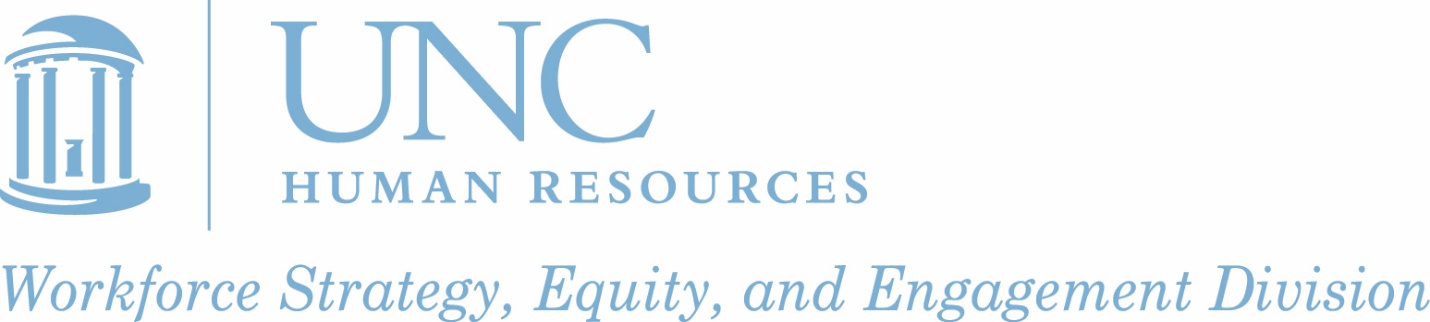 UNC
HUMAN RESOURCES
Workforce Strategy, Equity, and Engagement Division